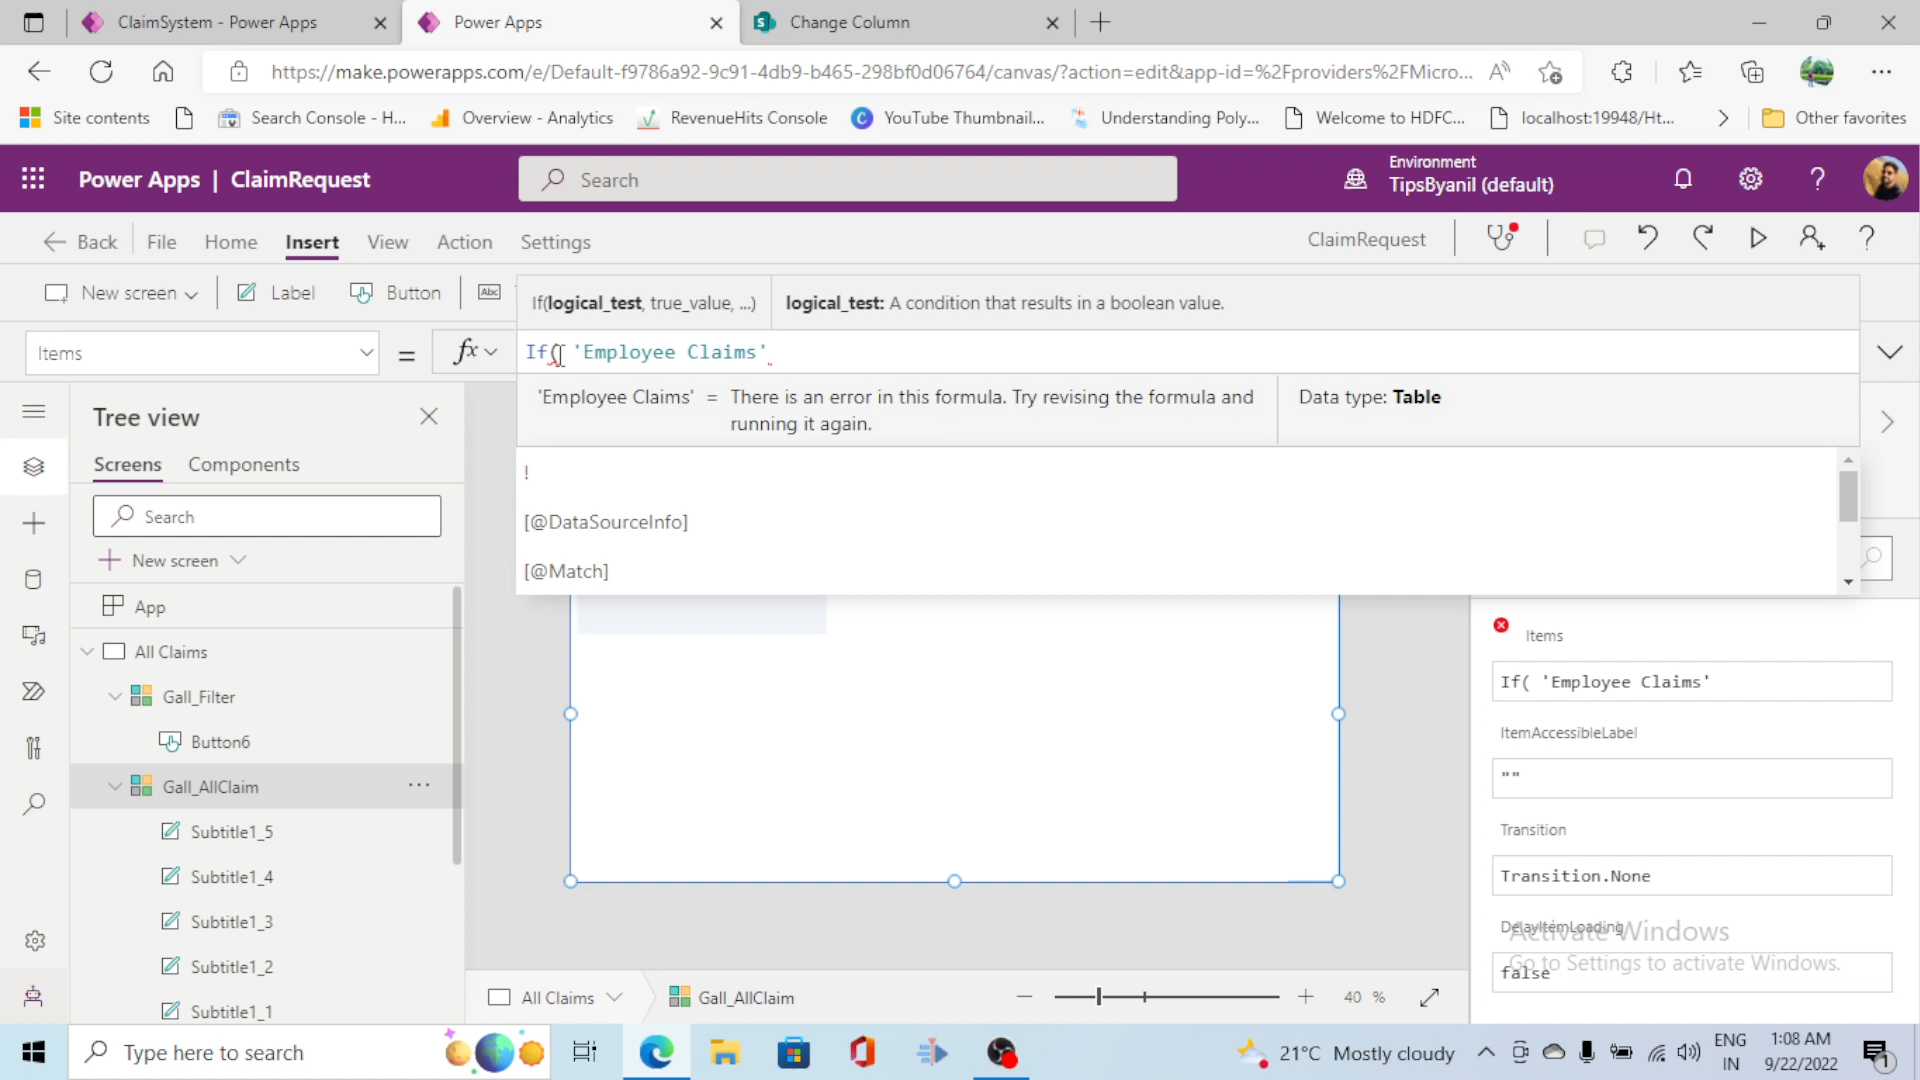 ClaimSystem - Power Apps
Power Apps
Change Column
https://make.powerapps.com/e/Default-f9786a92-9c91-4db9-b465-298bf0d06764/canvas/?action=edit&app-id=%2Fproviders%2FMicro...
Site contents
Search Console - H...
Overview - Analytics
RevenueHits Console
YouTube Thumbnail...
Understanding Poly...
Welcome to HDFC...
localhost:19948/Ht...
Other favorites
Power Apps | ClaimRequest
Search
Environment
TipsByanil (default)
Back
File
Home
Insert
View
Action
Settings
ClaimRequest
New screen
Label
Button
Abc
If(logical_test, true_value, ...)
logical_test: A condition that results in a boolean value.
Items
=
fx
If( 'Employee Claims'
'Employee Claims' = There is an error in this formula. Try revising the formula and
running it again.
Data type: Table
!
[@DataSourceInfo]
[@Match]
Tree view
Screens
Components
Search
New screen
App
All Claims
Gall_Filter
Button6
Gall_AllClaim
Subtitle1_5
Subtitle1_4
Subtitle1_3
Subtitle1_2
Subtitle1_1
Items
If( 'Employee Claims'
ItemAccessibleLabel
""
Transition
Transition.None
DelayItemLoading
false
Activate Windows
Go to Settings to activate Windows.
All Claims
Gall_AllClaim
40 %
Type here to search
21°C Mostly cloudy
ENG
IN
1:08 AM
9/22/2022
1